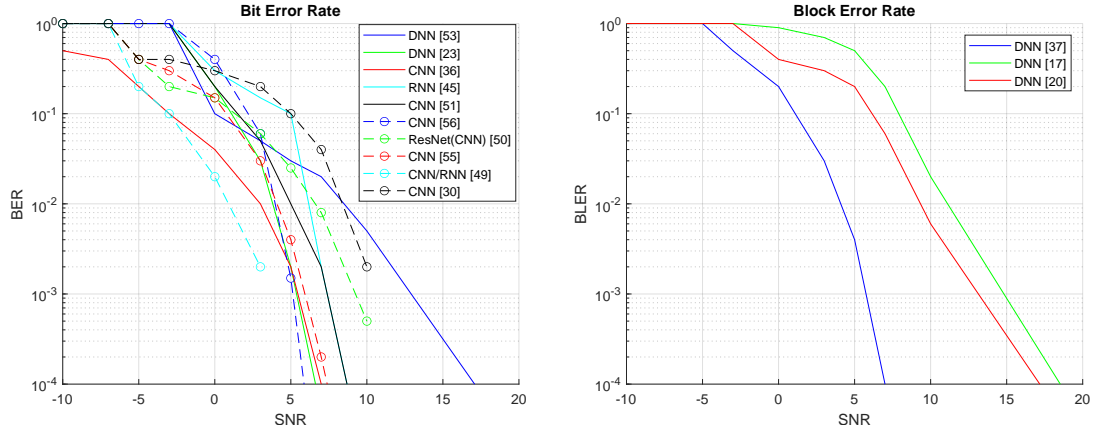 Bit Error Rate
10^0
10^-1
10^-2
10^-3
10^-4
BER
-10 -5 0 5 10 15 20
SNR
DNN [53]
DNN [23]
CNN [36]
RNN [45]
CNN [51]
CNN [56]
ResNet(CNN) [50]
CNN [55]
CNN/RNN [49]
CNN [30]
Block Error Rate
10^0
10^-1
10^-2
10^-3
10^-4
BLER
-10 -5 0 5 10 15 20
SNR
DNN [37]
DNN [17]
DNN [20]